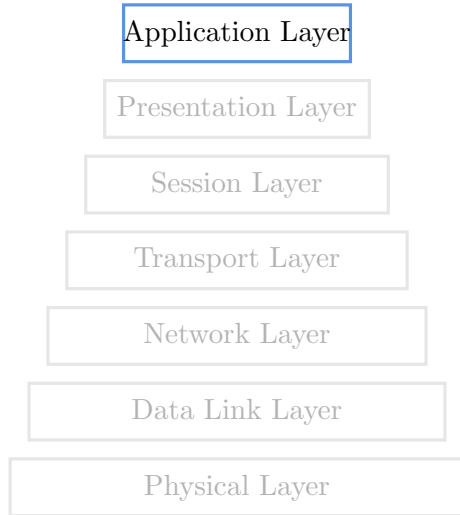 Application Layer
Presentation Layer
Session Layer
Transport Layer
Network Layer
Data Link Layer
Physical Layer